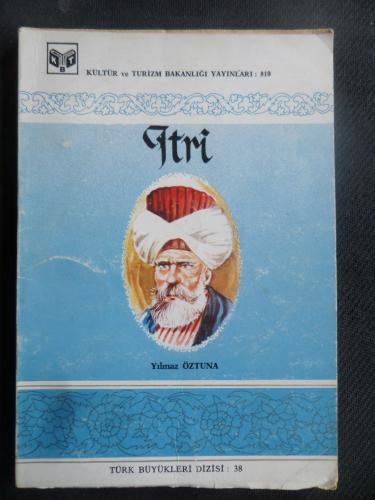 K T
B
KÜLTÜR ve TURİZM BAKANLIĞI YAYINLARI : 819
Itri
Yılmaz ÖZTUNA
TÜRK BÜYÜKLERİ DİZİSİ : 38